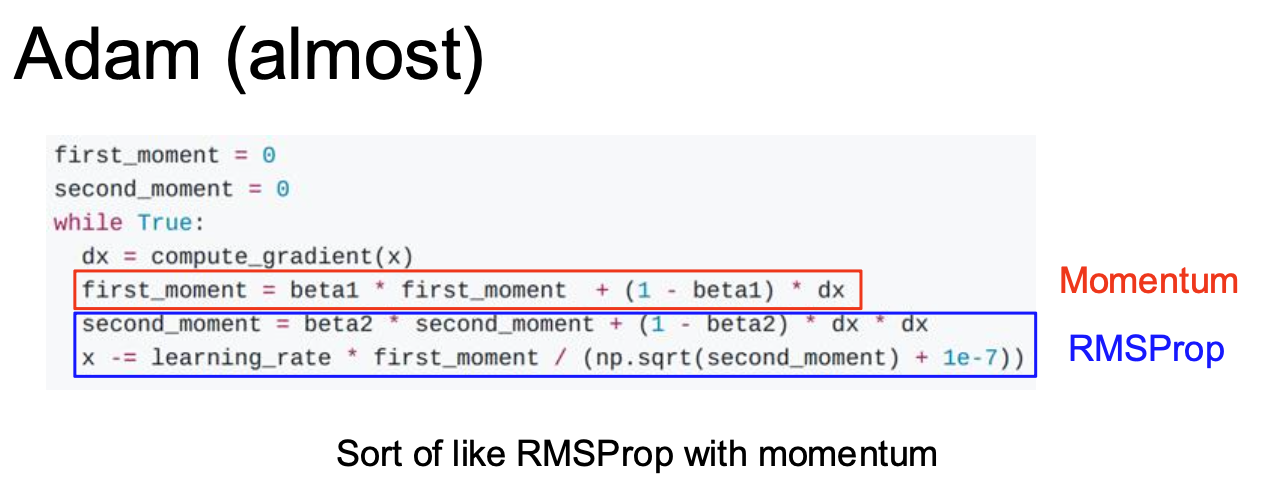 Adam (almost)
first_moment = 0
second_moment = 0
while True:
  dx = compute_gradient(x)
  first_moment = beta1 * first_moment  + (1 - beta1) * dx
Momentum
  second_moment = beta2 * second_moment + (1 - beta2) * dx * dx
  x -= learning_rate * first_moment / (np.sqrt(second_moment) + 1e-7))
RMSProp
Sort of like RMSProp with momentum